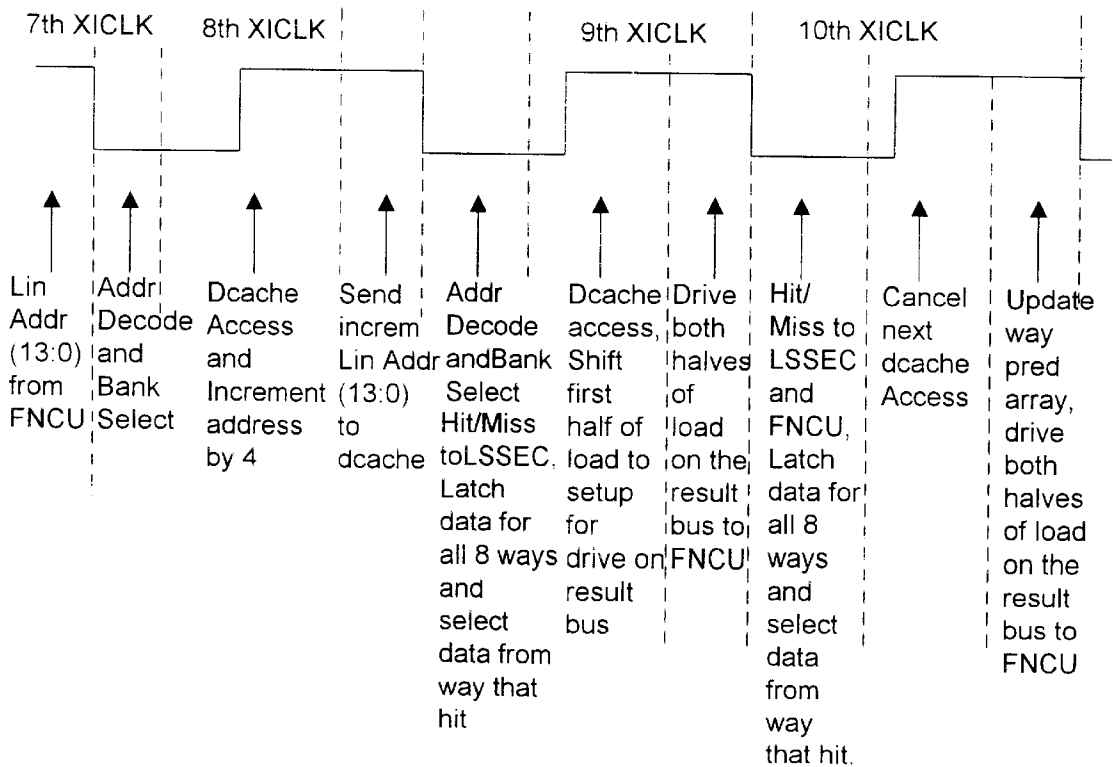 7th XICLK
8th XICLK
9th XICLK
10th XICLK
Lin
Addr
(13:0)
from
FNCU
Addr
Decode
and
Bank
Select
Dcache
Access
and
Increment
address
by 4
Send
increm
Lin Addr
(13:0)
to
dcache
Addr
Decode
andBank
Select
Hit/Miss
toLSSEC,
Latch
data for
all 8 ways
and
select
data from
way that
hit
Dcache
access,
Shift
first
half of
load to
setup
for
drive on
result
bus
Drive
both
halves
of
load
on the
result
bus to
FNCU
Hit/
Miss to
LSSEC
and
FNCU,
Latch
data for
all 8
ways
and
select
data
from
way
that hit.
Cancel
next
dcache
Access
Update
way
pred
array,
drive
both
halves
of load
on the
result
bus to
FNCU